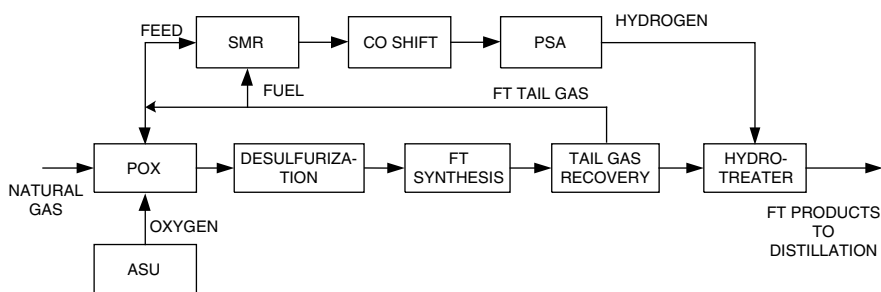 HYDROGEN
FEED
SMR
CO SHIFT
PSA
FUEL
FT TAIL GAS
POX
DESULFURIZA-
TION
FT
SYNTHESIS
TAIL GAS
RECOVERY
HYDRO-
TREATER
NATURAL
GAS
OXYGEN
FT PRODUCTS
TO
DISTILLATION
ASU